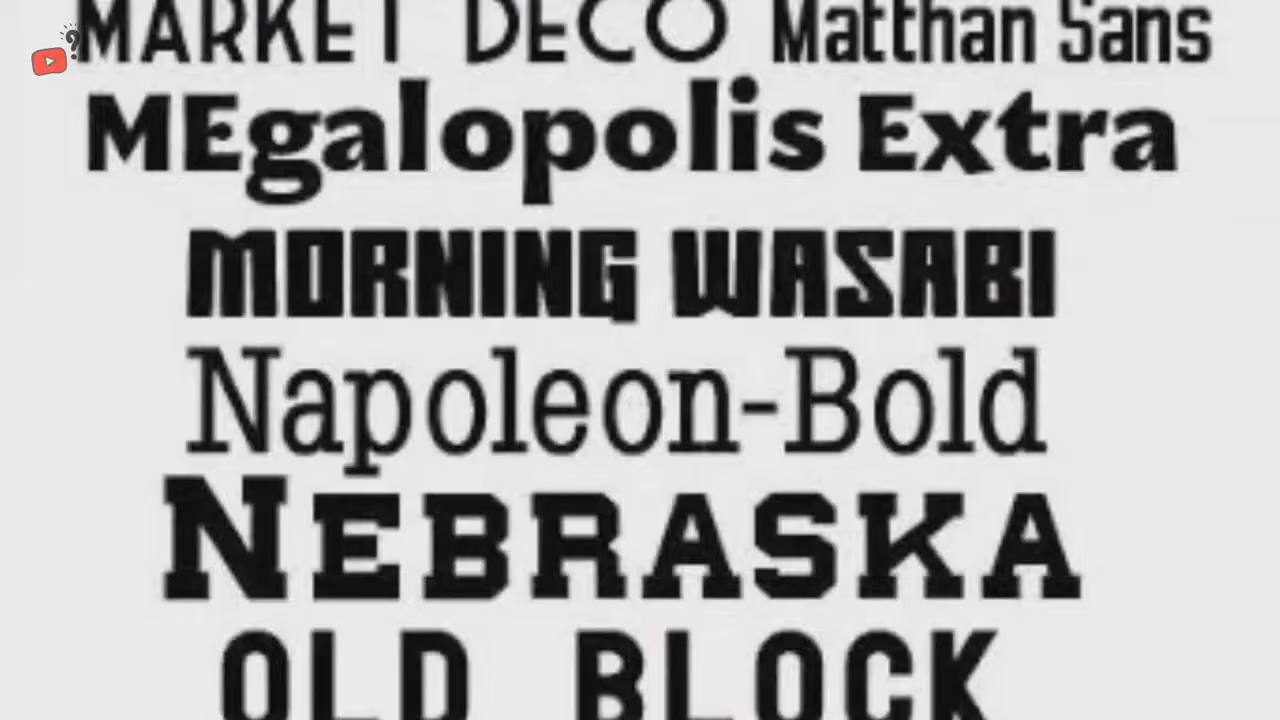 MARKET DECO Matthan Sans
MEgalopolis Extra
MORNING WASABI
Napoleon-Bold
NEBRASKA
OLD BLOCK